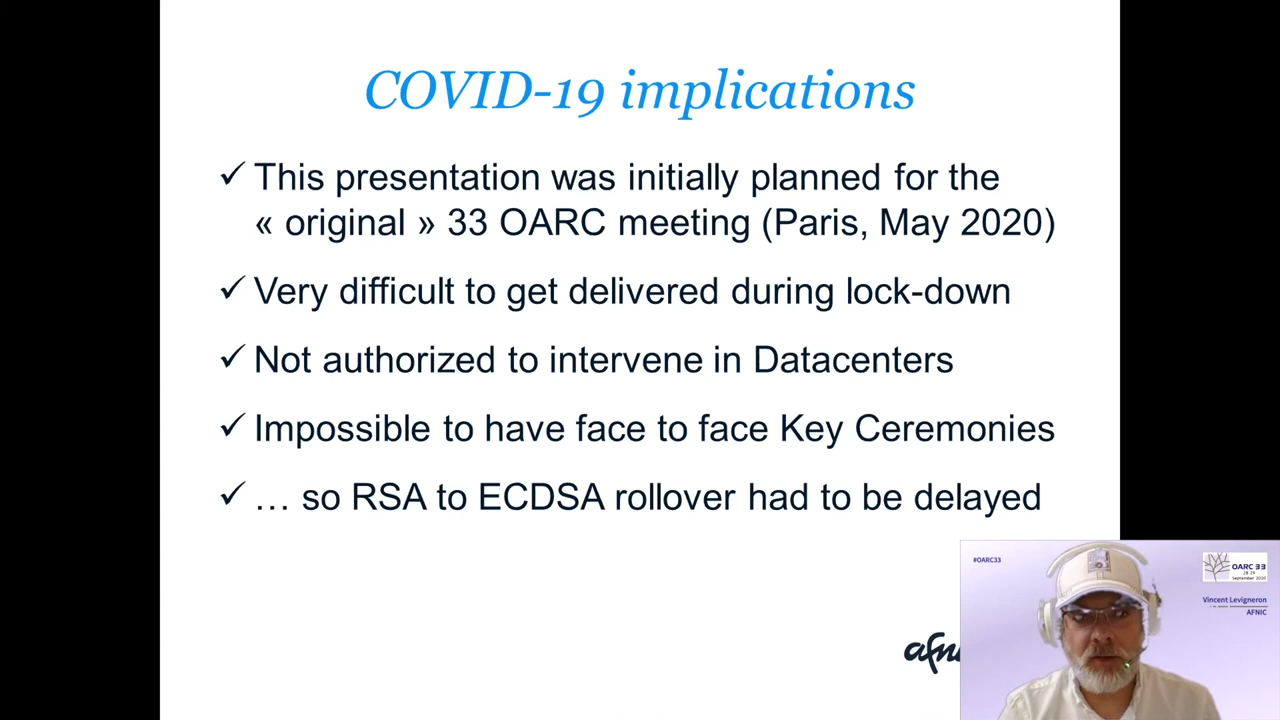 COVID-19 implications
✓ This presentation was initially planned for the
« original » 33 OARC meeting (Paris, May 2020)
✓ Very difficult to get delivered during lock-down
✓ Not authorized to intervene in Datacenters
✓ Impossible to have face to face Key Ceremonies
✓ … so RSA to ECDSA rollover had to be delayed
#OARC33
OARC 33
September 2020
Vincent Levigneron
AFNIC